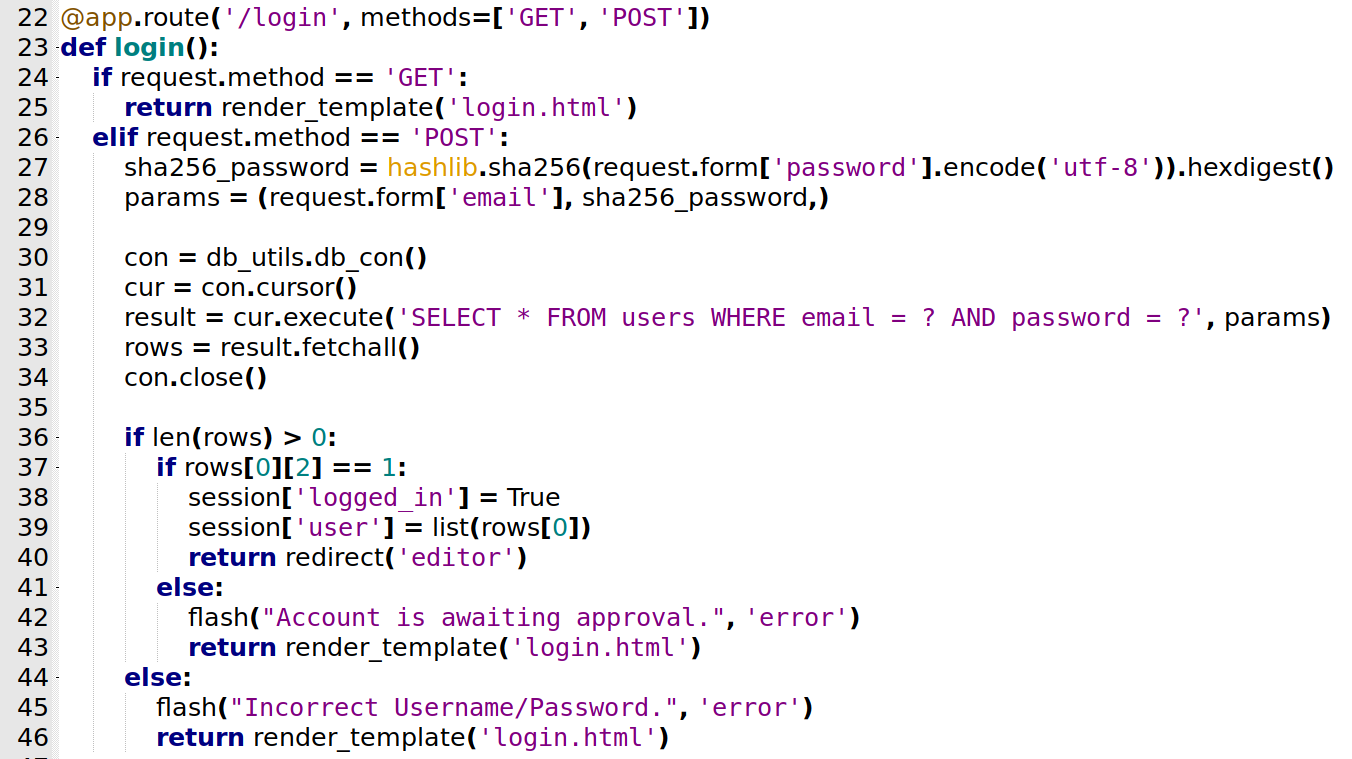 22 @app.route('/login', methods=['GET', 'POST'])
23 def login():
24     if request.method == 'GET':
25         return render_template('login.html')
26     elif request.method == 'POST':
27         sha256_password = hashlib.sha256(request.form['password'].encode('utf-8')).hexdigest()
28         params = (request.form['email'], sha256_password,)
29
30         con = db_utils.db_con()
31         cur = con.cursor()
32         result = cur.execute('SELECT * FROM users WHERE email = ? AND password = ?', params)
33         rows = result.fetchall()
34         con.close()
35
36         if len(rows) > 0:
37             if rows[0][2] == 1:
38                 session['logged_in'] = True
39                 session['user'] = list(rows[0])
40                 return redirect('editor')
41             else:
42                 flash("Account is awaiting approval.", 'error')
43                 return render_template('login.html')
44         else:
45             flash("Incorrect Username/Password.", 'error')
46             return render_template('login.html')